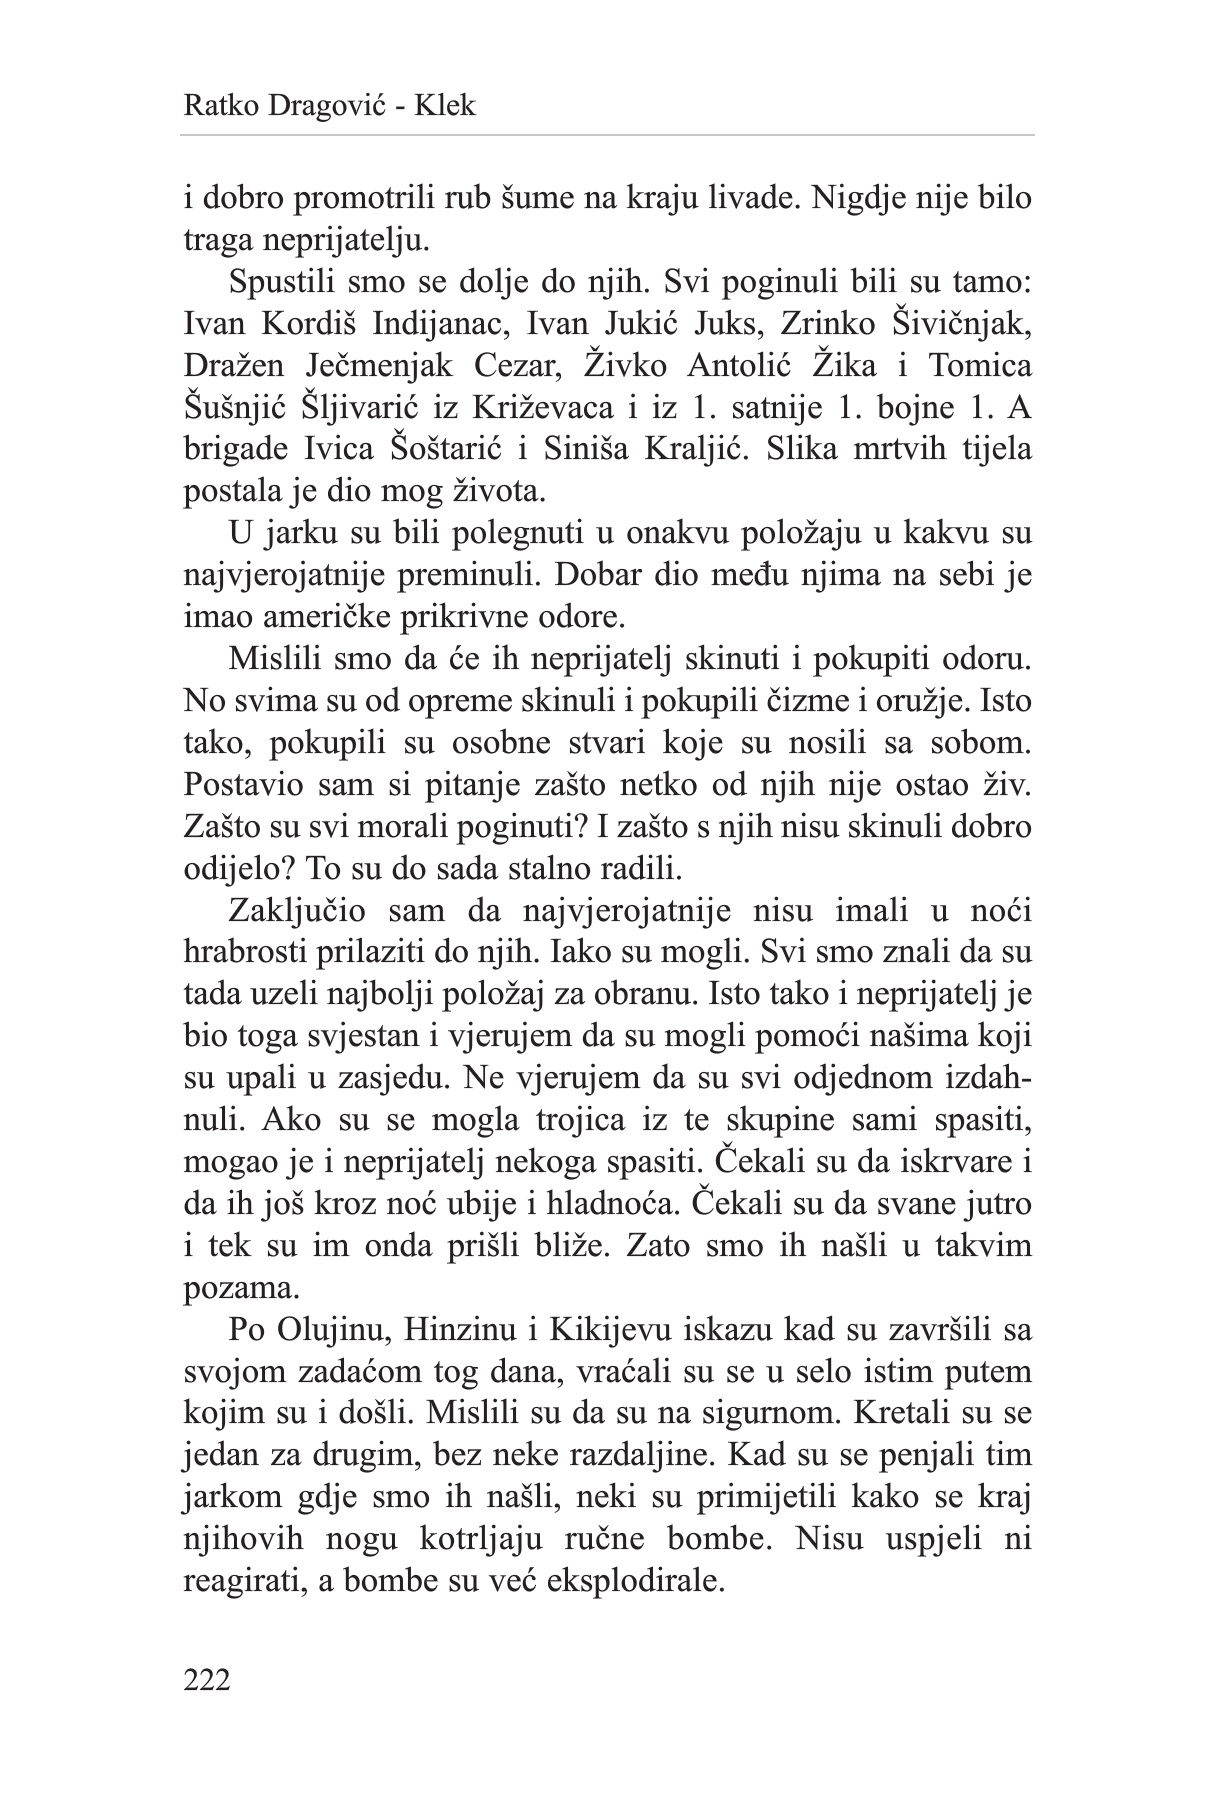 Ratko Dragović - Klek
i dobro promotrili rub šume na kraju livade. Nigdje nije bilo
traga neprijatelju.
Spustili smo se dolje do njih. Svi poginuli bili su tamo:
Ivan Kordiš Indijanac, Ivan Jukić Juks, Zrinko Šivičnjak,
Dražen Ječmenjak Cezar, Živko Antolić Žika i Tomica
Šušnjić Šljivarić iz Križevaca i iz 1. satnije 1. bojne 1. A
brigade Ivica Šoštarić i Siniša Kraljić. Slika mrtvih tijela
postala je dio mog života.
U jarku su bili polegnuti u onakvu položaju u kakvu su
najvjerojatnije preminuli. Dobar dio među njima na sebi je
imao američke prikrivne odore.
Mislili smo da će ih neprijatelj skinuti i pokupiti odoru.
No svima su od opreme skinuli i pokupili čizme i oružje. Isto
tako, pokupili su osobne stvari koje su nosili sa sobom.
Postavio sam si pitanje zašto netko od njih nije ostao živ.
Zašto su svi morali poginuti? I zašto s njih nisu skinuli dobro
odijelo? To su do sada stalno radili.
Zaključio sam da najvjerojatnije nisu imali u noći
hrabrosti prilaziti do njih. Iako su mogli. Svi smo znali da su
tada uzeli najbolji položaj za obranu. Isto tako i neprijatelj je
bio toga svjestan i vjerujem da su mogli pomoći našima koji
su upali u zasjedu. Ne vjerujem da su svi odjednom izdah-
nuli. Ako su se mogla trojica iz te skupine sami spasiti,
mogao je i neprijatelj nekoga spasiti. Čekali su da iskrvare i
da ih još kroz noć ubije i hladnoća. Čekali su da svane jutro
i tek su im onda prišli bliže. Zato smo ih našli u takvim
pozama.
Po Olujinu, Hinzinu i Kikijevu iskazu kad su završili sa
svojom zadaćom tog dana, vraćali su se u selo istim putem
kojim su i došli. Mislili su da su na sigurnom. Kretali su se
jedan za drugim, bez neke razdaljine. Kad su se penjali tim
jarkom gdje smo ih našli, neki su primijetili kako se kraj
njihovih nogu kotrljaju ručne bombe. Nisu uspjeli ni
reagirati, a bombe su već eksplodirale.
222